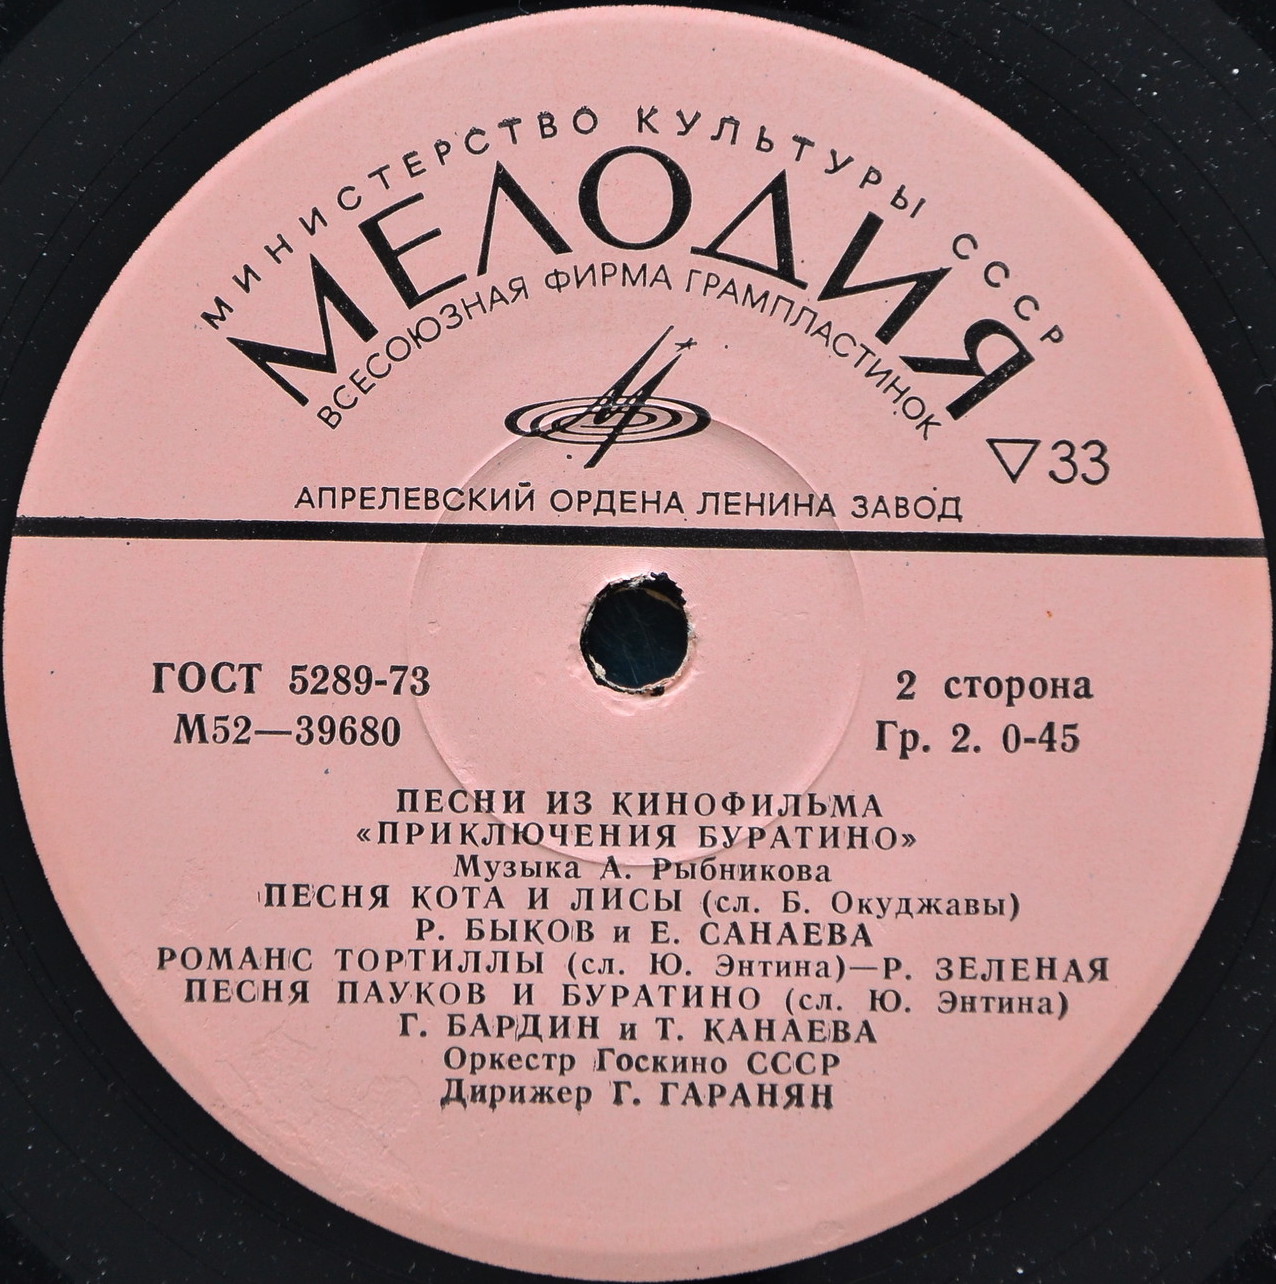 МИНИСТЕРСТВО КУЛЬТУРЫ СССР
МЕЛОДИЯ
ВСЕСОЮЗНАЯ ФИРМА ГРАМПЛАСТИНОК
▽33
АПРЕЛЕВСКИЙ ОРДЕНА ЛЕНИНА ЗАВОД
ГОСТ 5289-73
М52—39680
2 сторона
Гр. 2. 0-45
ПЕСНИ ИЗ КИНОФИЛЬМА
«ПРИКЛЮЧЕНИЯ БУРАТИНО»
Музыка А. Рыбникова
ПЕСНЯ КОТА И ЛИСЫ (сл. Б. Окуджавы)
Р. БЫКОВ и Е. САНАЕВА
РОМАНС ТОРТИЛЛЫ (сл. Ю. Энтина)—Р. ЗЕЛЕНАЯ
ПЕСНЯ ПАУКОВ И БУРАТИНО (сл. Ю. Энтина)
Г. БАРДИН и Т. КАНАЕВА
Оркестр Госкино СССР
Дирижер Г. ГАРАНЯН